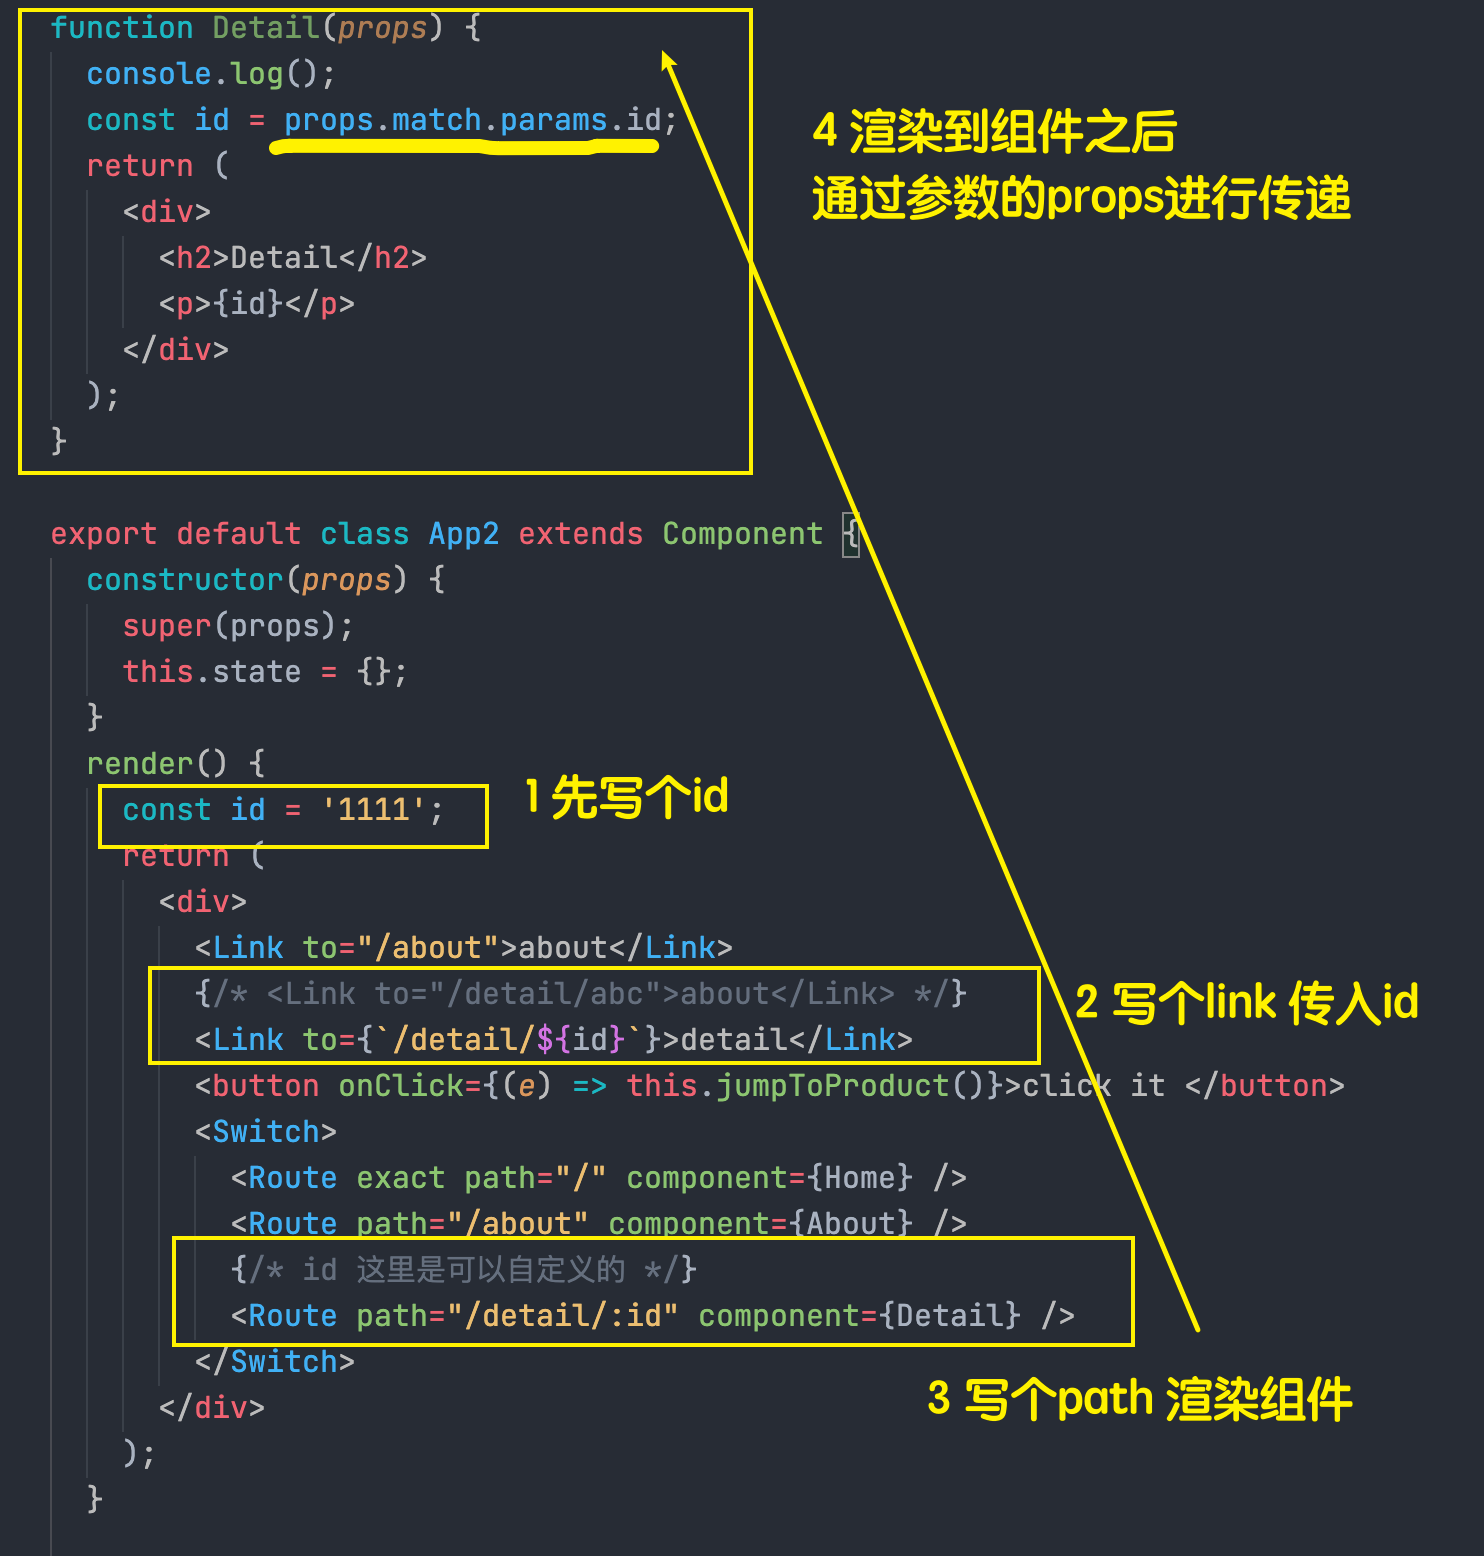 function Detail(props) {
console.log();
const id = props.match.params.id;
4 渲染到组件之后
通过参数的props进行传递
return (
<div>
<h2>Detail</h2>
<p>{id}</p>
</div>
);
}
export default class App2 extends Component {
constructor(props) {
super(props);
this.state = {};
}
render() {
const id = '1111';
1 先写个id
return (
<div>
<Link to="/about">about</Link>
{/* <Link to="/detail/abc">about</Link> */}
2 写个link 传入id
<Link to={`/detail/${id}`}>detail</Link>
<button onClick={(e) => this.jumpToProduct()}>click it </button>
<Switch>
<Route exact path="/" component={Home} />
<Route path="/about" component={About} />
{/* id 这里是可以自定义的 */}
<Route path="/detail/:id" component={Detail} />
</Switch>
3 写个path 渲染组件
</div>
);
}